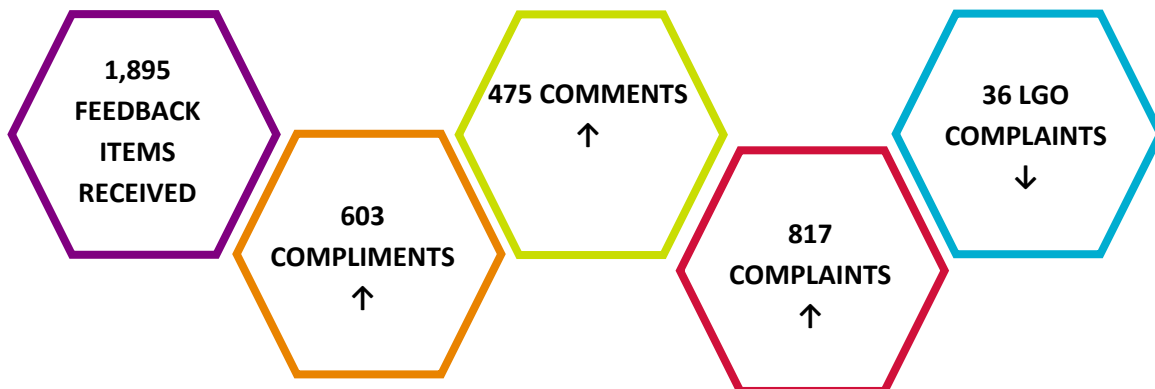 1,895
FEEDBACK
ITEMS
RECEIVED
603
COMPLIMENTS
↑
475 COMMENTS
↑
817
COMPLAINTS
↑
36 LGO
COMPLAINTS
↓